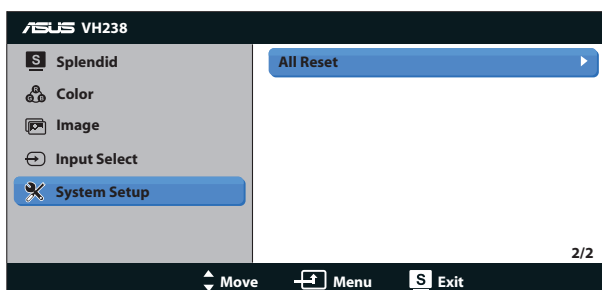 ASUS VH238
S Splendid
All Reset
R G B Color
Image
Input Select
System Setup
2/2
Move Menu S Exit